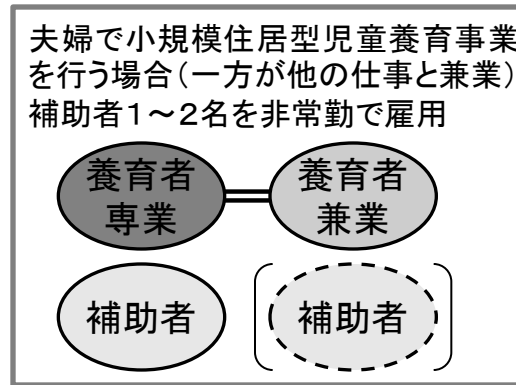 夫婦で小規模住居型児童養育事業
を行う場合（一方が他の仕事と兼業）
補助者１～２名を非常勤で雇用
養育者
専業
養育者
兼業
補助者
補助者